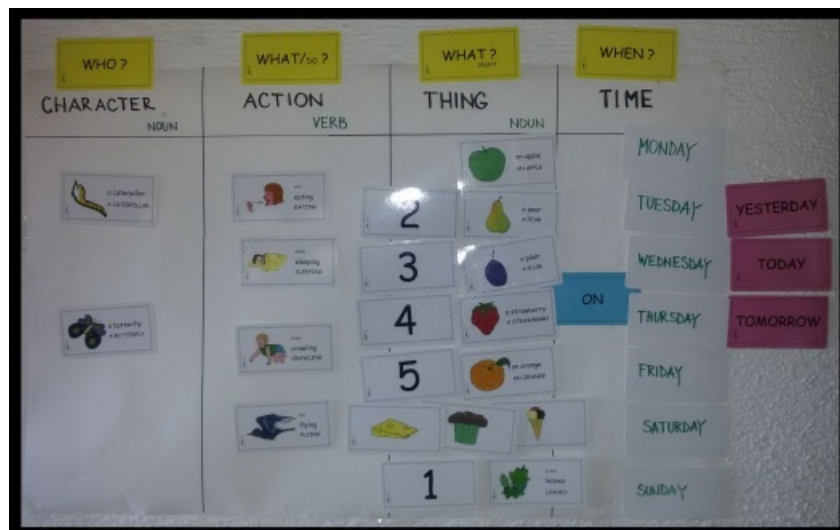 WHO?
WHAT/DO?
WHAT?
object
WHEN?
CHARACTER
ACTION
THING
TIME
NOUN
VERB
NOUN
an apple
AN APPLE
MONDAY
a caterpillar
A CATERPILLAR
eating
EATING
2
a pear
A PEAR
TUESDAY
YESTERDAY
sleeping
SLEEPING
3
a plum
A PLUM
WEDNESDAY
TODAY
ON
a butterfly
A BUTTERFLY
crawling
CRAWLING
4
a strawberry
A STRAWBERRY
THURSDAY
TOMORROW
5
an orange
AN ORANGE
FRIDAY
flying
FLYING
SATURDAY
1
leaves
LEAVES
SUNDAY